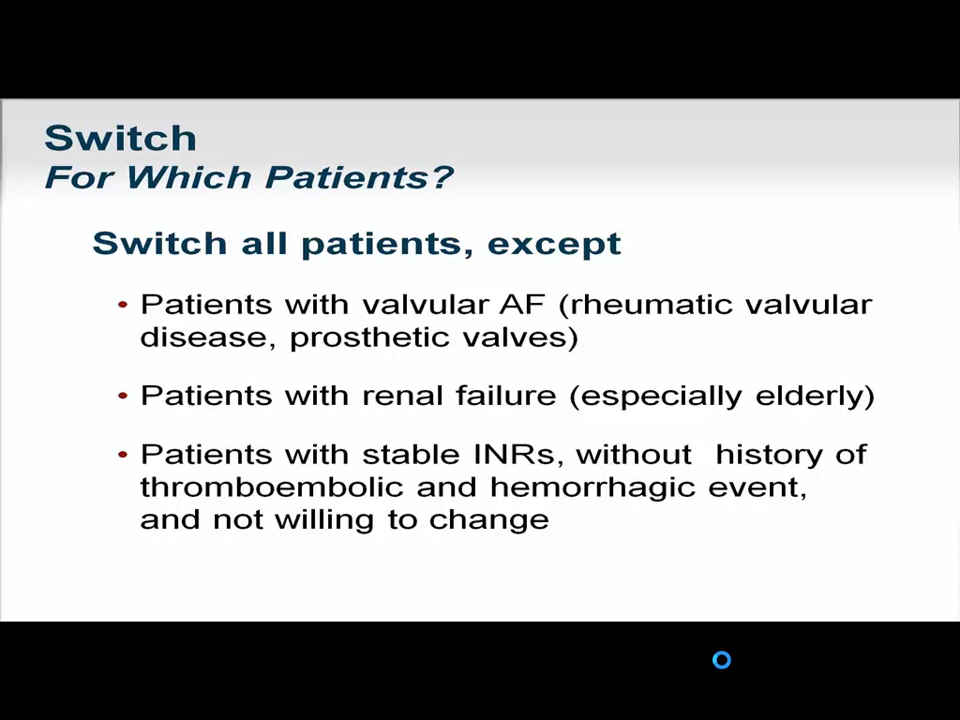 Switch
For Which Patients?
Switch all patients, except
• Patients with valvular AF (rheumatic valvular
disease, prosthetic valves)
• Patients with renal failure (especially elderly)
• Patients with stable INRs, without  history of
thromboembolic and hemorrhagic event,
and not willing to change